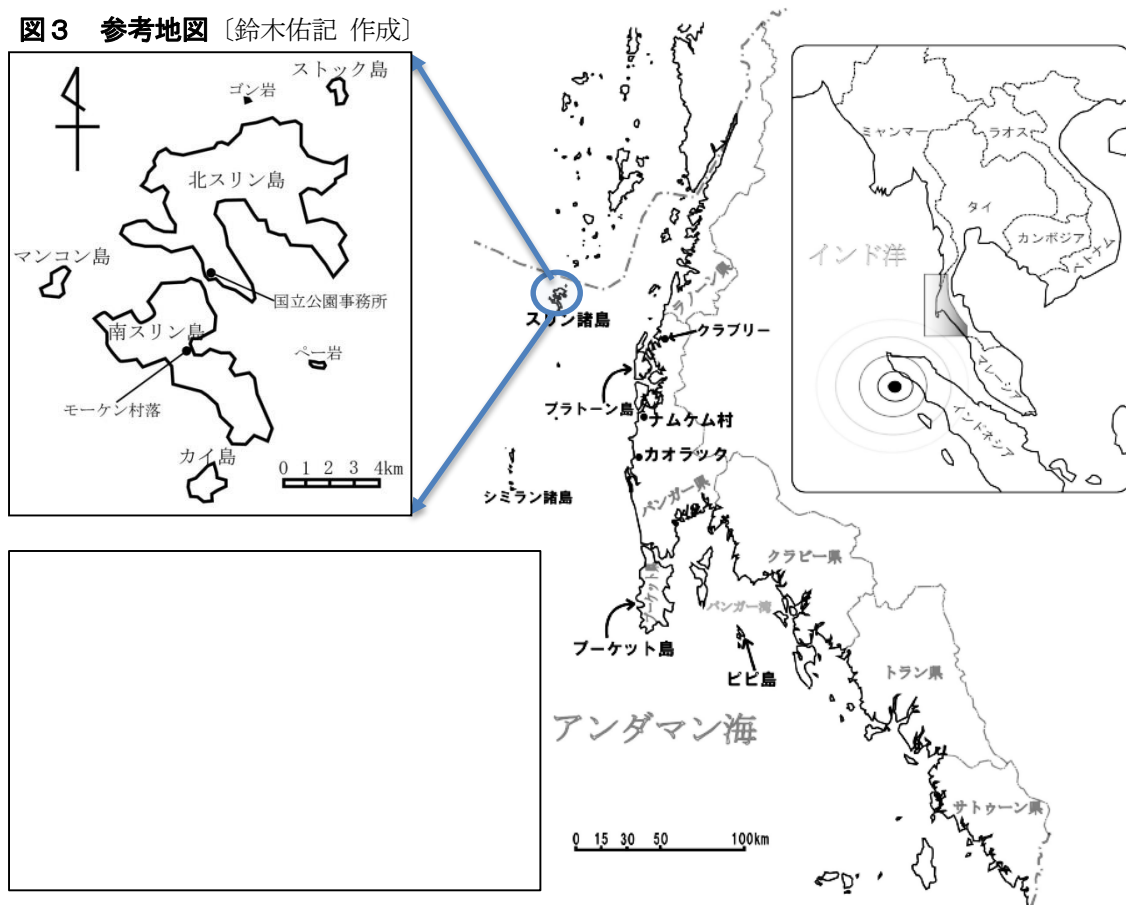 図3 参考地図〔鈴木佑記 作成〕
ストック島
ゴン岩
北スリン島
マンコン島
国立公園事務所
南スリン島
ペー岩
モーケン村落
カイ島
0 1 2 3 4km
スリン諸島
ラノーン県
クラブリー
プラトーン島
ナムケム村
カオラック
シミラン諸島
パンガー県
クラビー県
プーケット県
パンガー湾
プーケット島
ピピ島
トラン県
アンダマン海
サトゥーン県
0 15 30 50 100km
ミャンマー
ラオス
タイ
カンボジア
ベトナム
インド洋
マレーシア
インドネシア